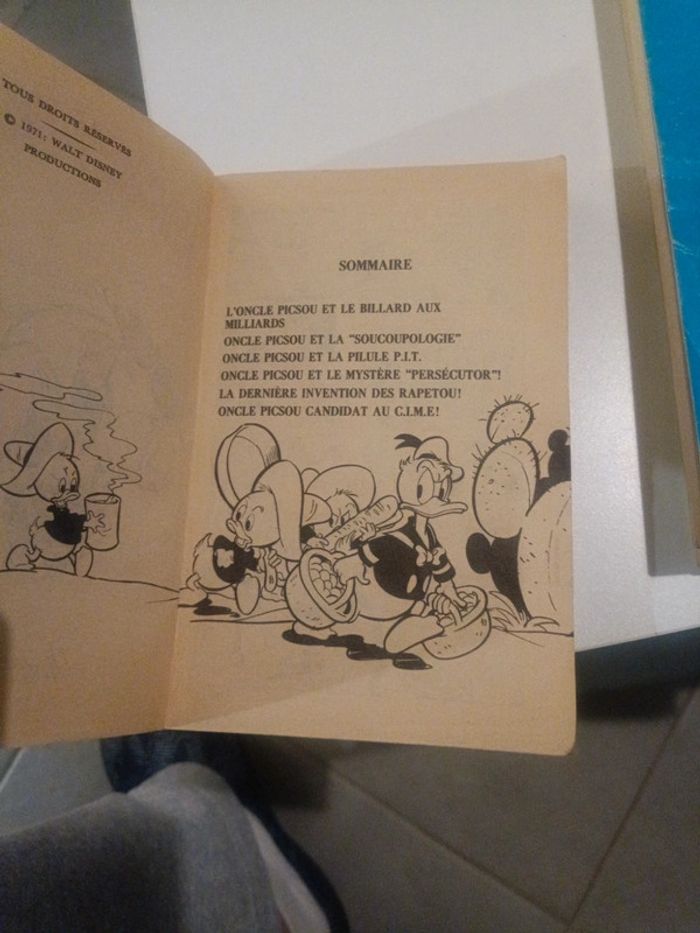 TOUS DROITS RÉSERVÉS
© 1971: WALT DISNEY
PRODUCTIONS
SOMMAIRE
L'ONCLE PICSOU ET LE BILLARD AUX
MILLIARDS
ONCLE PICSOU ET LA "SOUCOUPOLOGIE"
ONCLE PICSOU ET LA PILULE P.I.T.
ONCLE PICSOU ET LE MYSTÈRE "PERSÉCUTOR"!
LA DERNIÈRE INVENTION DES RAPETOU!
ONCLE PICSOU CANDIDAT AU C.I.M.E!